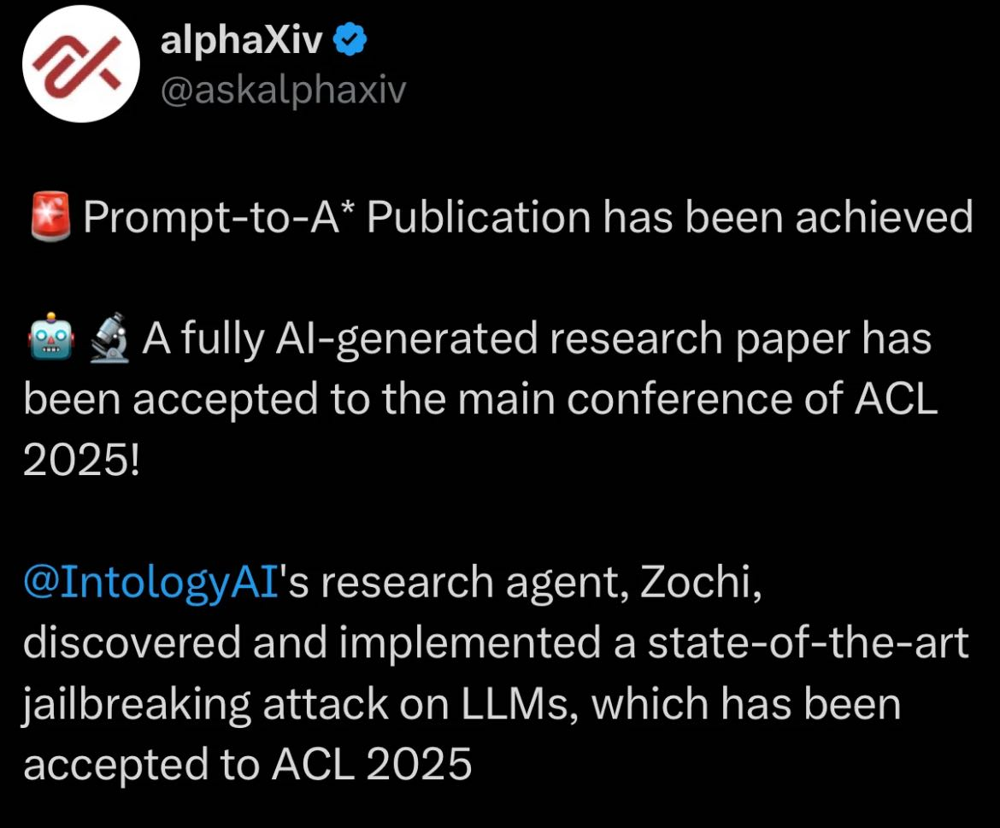 alphaXiv
@askalphaxiv
🚨 Prompt-to-A* Publication has been achieved
🤖🔬 A fully AI-generated research paper has
been accepted to the main conference of ACL
2025!
@IntologyAI's research agent, Zochi,
discovered and implemented a state-of-the-art
jailbreaking attack on LLMs, which has been
accepted to ACL 2025